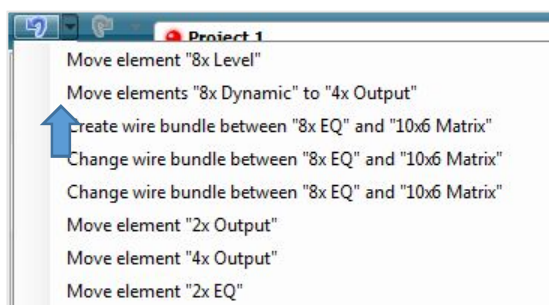 Project 1
Move element "8x Level"
Move elements "8x Dynamic" to "4x Output"
Create wire bundle between "8x EQ" and "10x6 Matrix"
Change wire bundle between "8x EQ" and "10x6 Matrix"
Change wire bundle between "8x EQ" and "10x6 Matrix"
Move element "2x Output"
Move element "4x Output"
Move element "2x EQ"